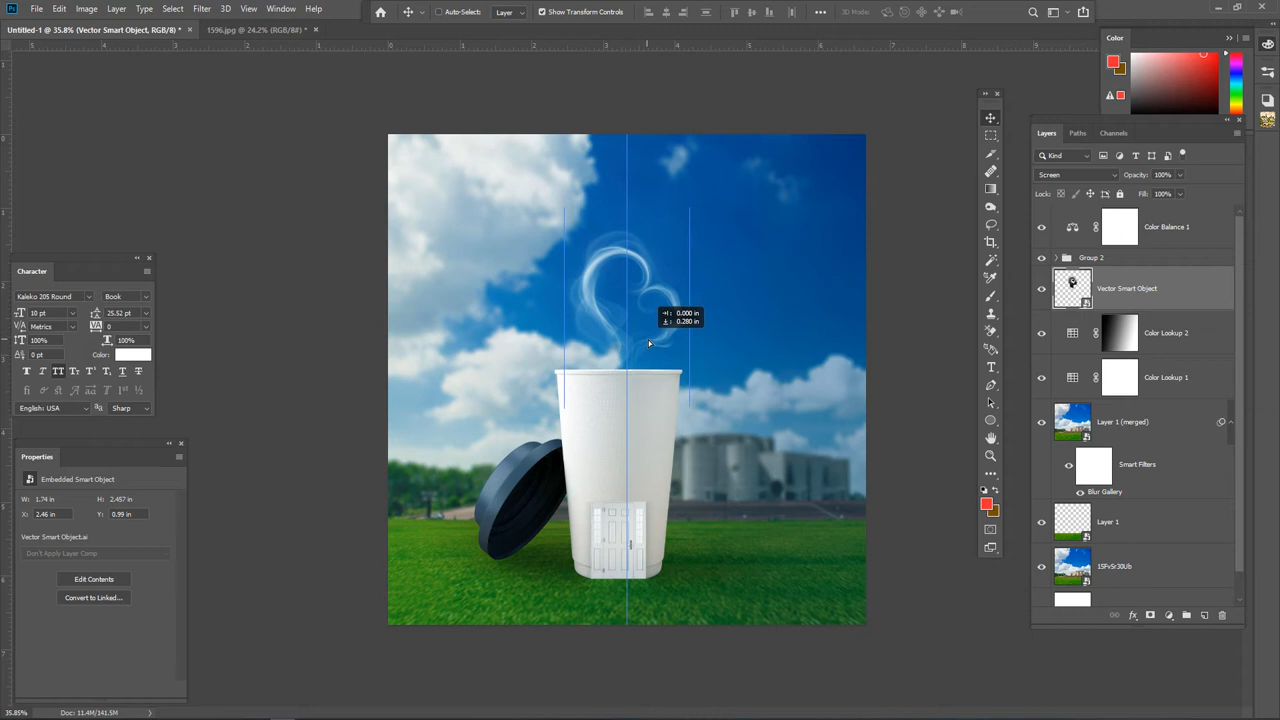 File Edit Image Layer Type Select Filter 3D View Window Help
Auto-Select: Layer Show Transform Controls 3D Mode:
Untitled-1 @ 35.8% (Vector Smart Object, RGB/8) * × 1596.jpg @ 24.2% (RGB/8#) * ×
Color
Layers Paths Channels
Kind
Screen Opacity: 100%
Lock: Fill: 100%
Color Balance 1
Group 2
Vector Smart Object
Color Lookup 2
Color Lookup 1
Layer 1 (merged)
Smart Filters
Blur Gallery
Layer 1
15FvSr30Ub
0.000 in
0.280 in
Character
Kaleko 205 Round Book
10 pt 25.52 pt
Metrics 0
100% 100%
0 pt Color:
English: USA Sharp
Properties
Embedded Smart Object
W: 1.74 in H: 2.457 in
X: 2.46 in Y: 0.99 in
Vector Smart Object.ai
Don't Apply Layer Comp
Edit Contents
Convert to Linked...
35.85% Doc: 11.4M/141.5M